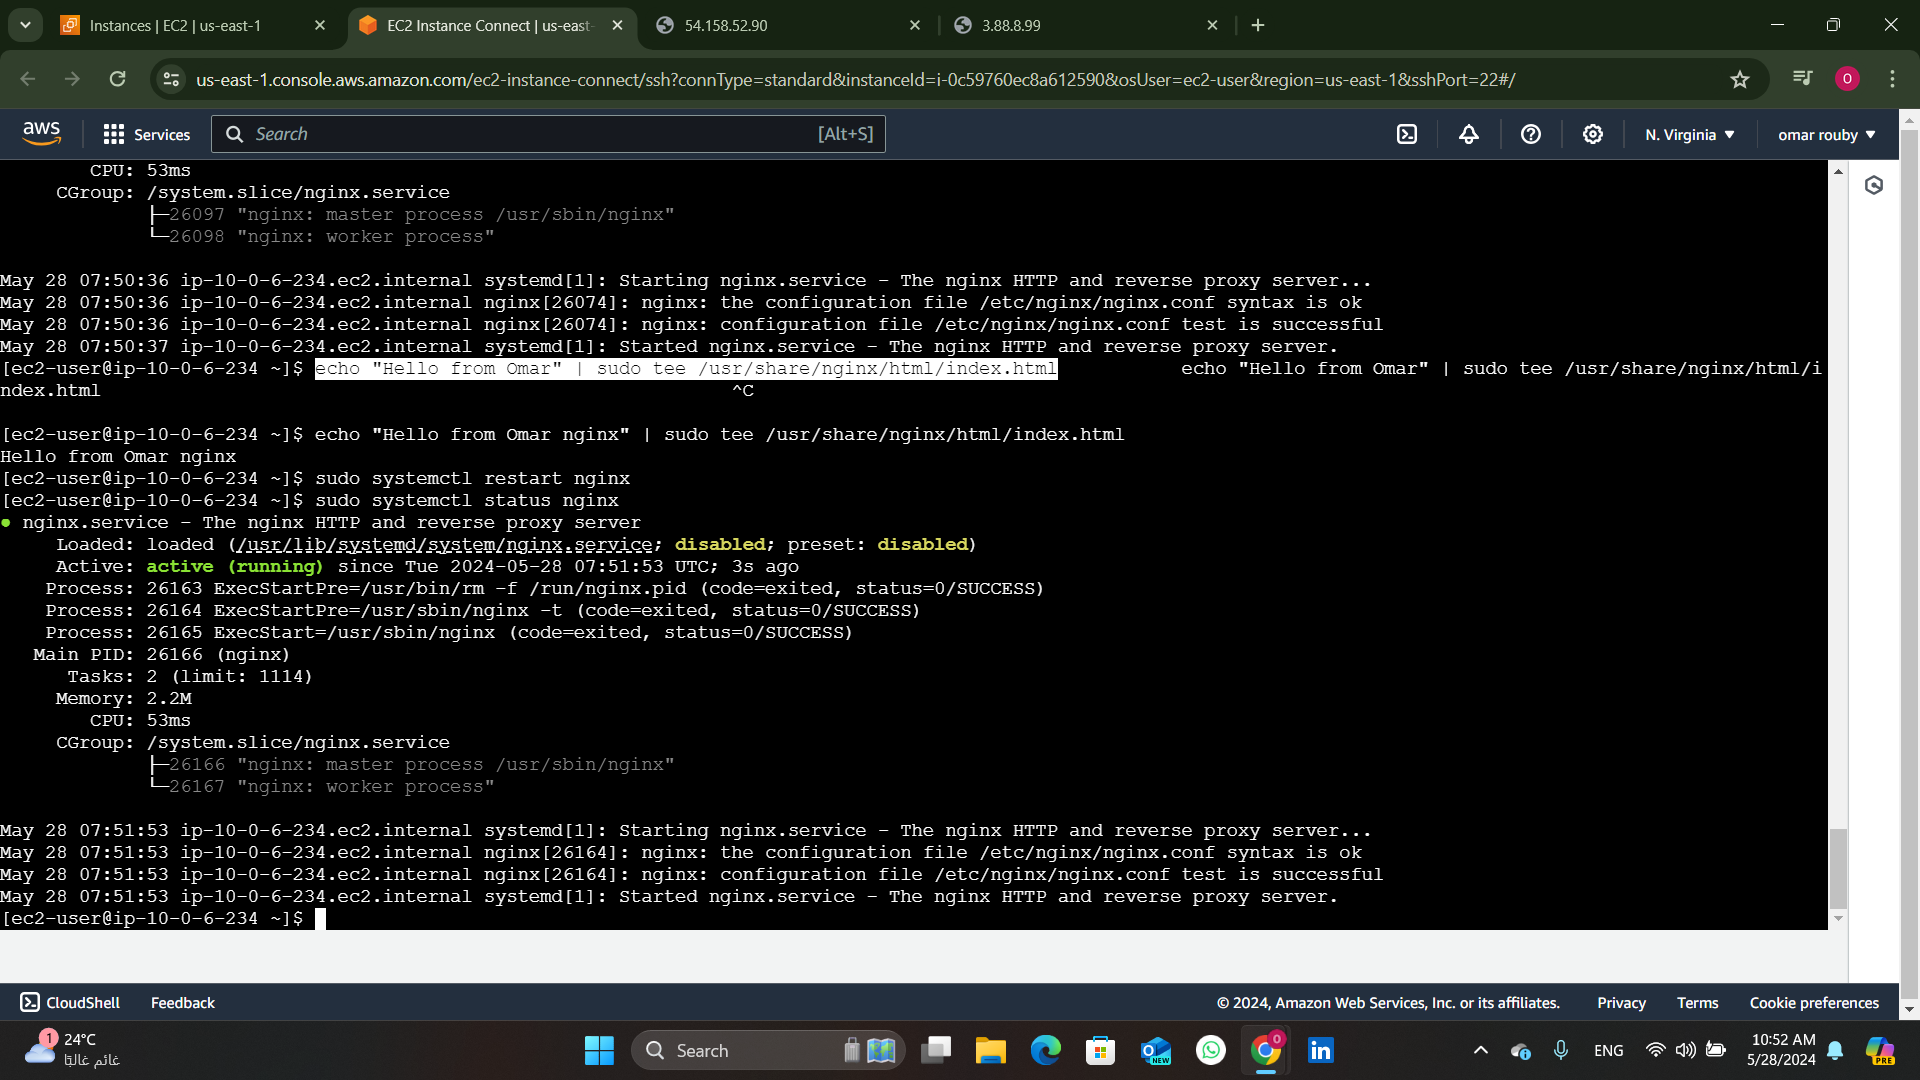 Instances | EC2 | us-east-1
EC2 Instance Connect | us-east-
54.158.52.90
3.88.8.99
us-east-1.console.aws.amazon.com/ec2-instance-connect/ssh?connType=standard&instanceId=i-0c59760ec8a612590&osUser=ec2-user&region=us-east-1&sshPort=22#/
O
aws
Services
Search
[Alt+S]
N. Virginia
omar rouby
CPU: 53ms
CGroup: /system.slice/nginx.service
├─26097 "nginx: master process /usr/sbin/nginx"
└─26098 "nginx: worker process"
May 28 07:50:36 ip-10-0-6-234.ec2.internal systemd[1]: Starting nginx.service - The nginx HTTP and reverse proxy server...
May 28 07:50:36 ip-10-0-6-234.ec2.internal nginx[26074]: nginx: the configuration file /etc/nginx/nginx.conf syntax is ok
May 28 07:50:36 ip-10-0-6-234.ec2.internal nginx[26074]: nginx: configuration file /etc/nginx/nginx.conf test is successful
May 28 07:50:37 ip-10-0-6-234.ec2.internal systemd[1]: Started nginx.service - The nginx HTTP and reverse proxy server.
[ec2-user@ip-10-0-6-234 ~]$ echo "Hello from Omar" | sudo tee /usr/share/nginx/html/index.html echo "Hello from Omar" | sudo tee /usr/share/nginx/html/i
ndex.html ^C
[ec2-user@ip-10-0-6-234 ~]$ echo "Hello from Omar nginx" | sudo tee /usr/share/nginx/html/index.html
Hello from Omar nginx
[ec2-user@ip-10-0-6-234 ~]$ sudo systemctl restart nginx
[ec2-user@ip-10-0-6-234 ~]$ sudo systemctl status nginx
● nginx.service - The nginx HTTP and reverse proxy server
Loaded: loaded (/usr/lib/systemd/system/nginx.service; disabled; preset: disabled)
Active: active (running) since Tue 2024-05-28 07:51:53 UTC; 3s ago
Process: 26163 ExecStartPre=/usr/bin/rm -f /run/nginx.pid (code=exited, status=0/SUCCESS)
Process: 26164 ExecStartPre=/usr/sbin/nginx -t (code=exited, status=0/SUCCESS)
Process: 26165 ExecStart=/usr/sbin/nginx (code=exited, status=0/SUCCESS)
Main PID: 26166 (nginx)
Tasks: 2 (limit: 1114)
Memory: 2.2M
CPU: 53ms
CGroup: /system.slice/nginx.service
├─26166 "nginx: master process /usr/sbin/nginx"
└─26167 "nginx: worker process"
May 28 07:51:53 ip-10-0-6-234.ec2.internal systemd[1]: Starting nginx.service - The nginx HTTP and reverse proxy server...
May 28 07:51:53 ip-10-0-6-234.ec2.internal nginx[26164]: nginx: the configuration file /etc/nginx/nginx.conf syntax is ok
May 28 07:51:53 ip-10-0-6-234.ec2.internal nginx[26164]: nginx: configuration file /etc/nginx/nginx.conf test is successful
May 28 07:51:53 ip-10-0-6-234.ec2.internal systemd[1]: Started nginx.service - The nginx HTTP and reverse proxy server.
[ec2-user@ip-10-0-6-234 ~]$
CloudShell
Feedback
© 2024, Amazon Web Services, Inc. or its affiliates.
Privacy
Terms
Cookie preferences
1
24°C
غائم غالبًا
Search
NEW
O
in
ENG
10:52 AM
5/28/2024
PRE